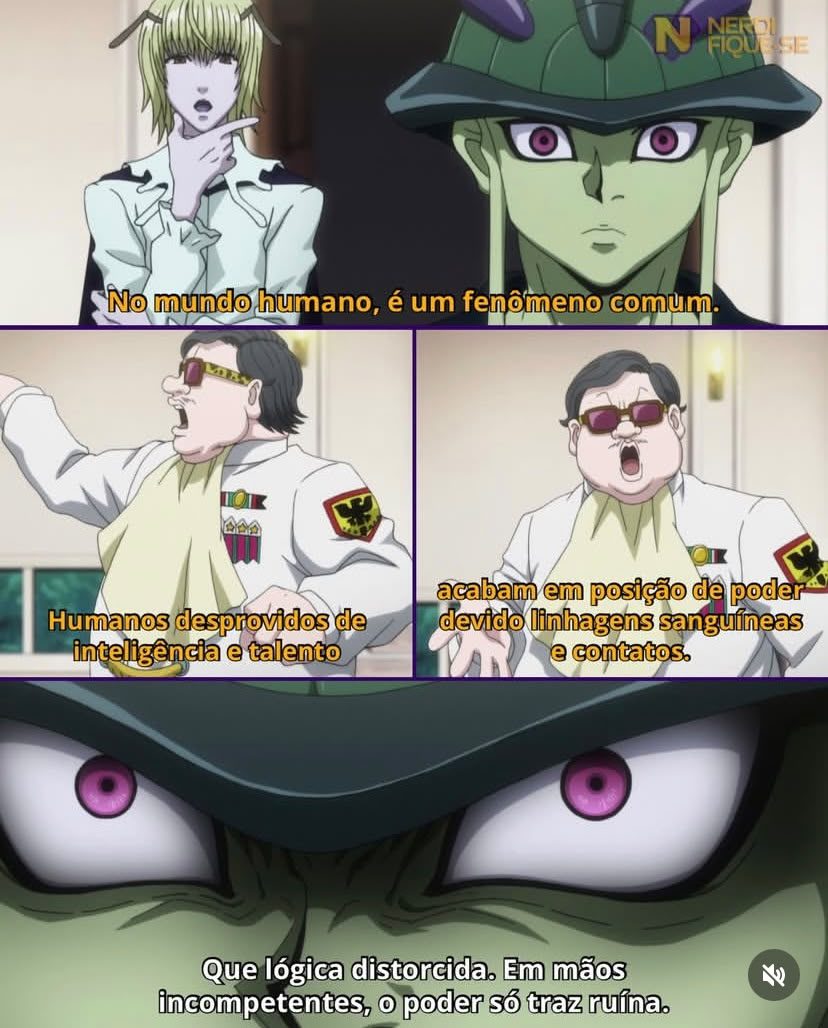 N NERD|
FIQUE-SE
No mundo humano, é um fenômeno comum.
Humanos desprovidos de
inteligência e talento
acabam em posição de poder
devido linhagens sanguíneas
e contatos.
Que lógica distorcida. Em mãos
incompetentes, o poder só traz ruína.